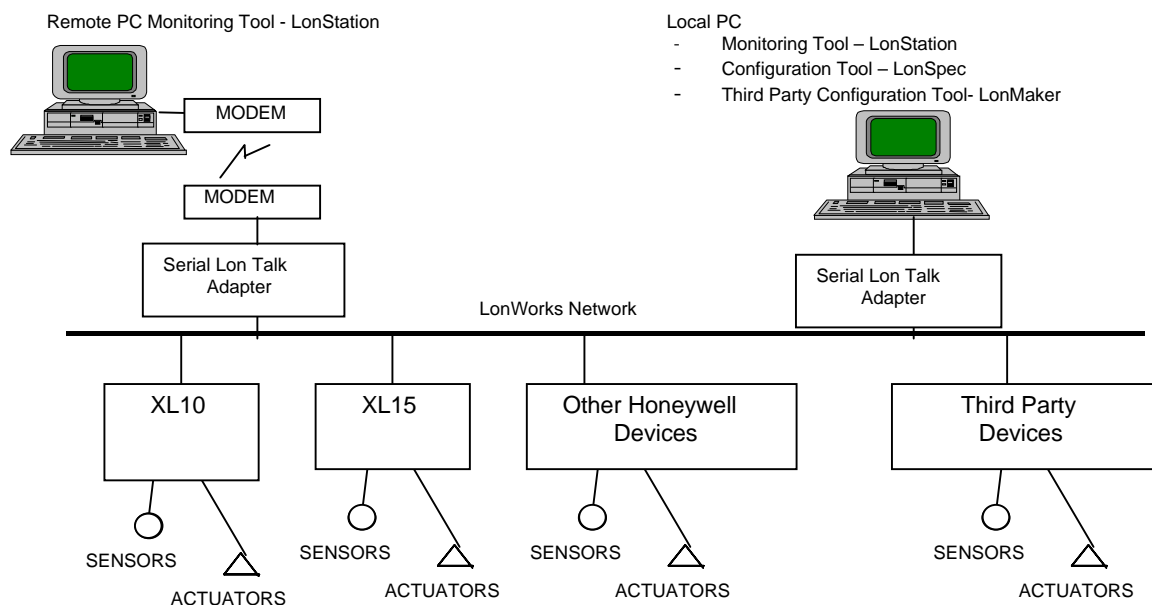 Remote PC Monitoring Tool - LonStation
Local PC
- Monitoring Tool – LonStation
- Configuration Tool – LonSpec
- Third Party Configuration Tool- LonMaker
MODEM
MODEM
Serial Lon Talk
Adapter
Serial Lon Talk
Adapter
LonWorks Network
XL10
XL15
Other Honeywell
Devices
Third Party
Devices
SENSORS
ACTUATORS
SENSORS
ACTUATORS
SENSORS
ACTUATORS
SENSORS
ACTUATORS